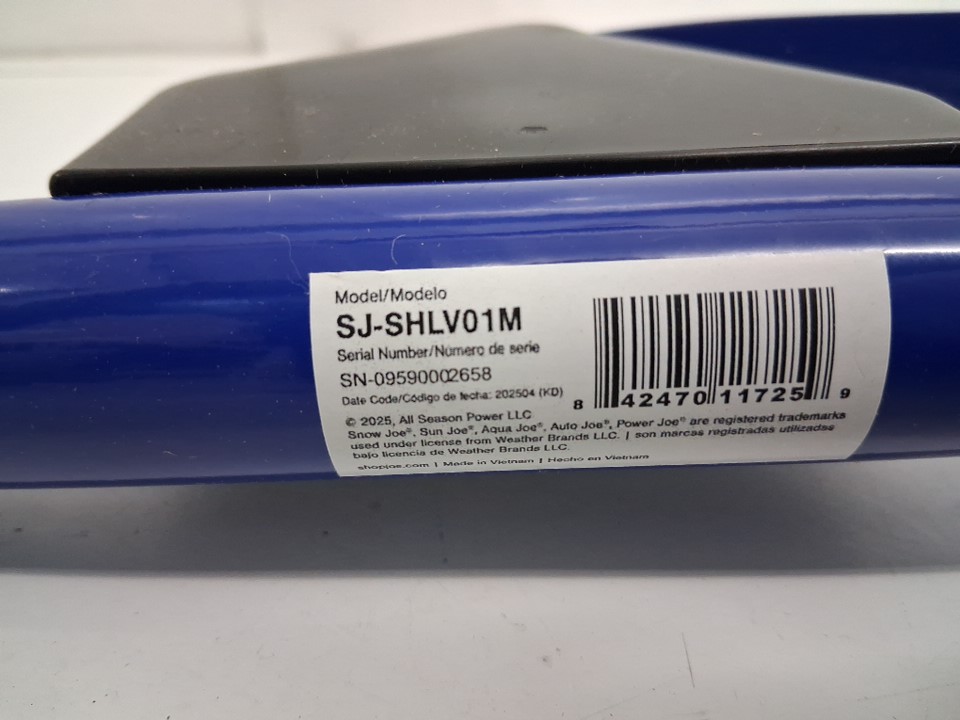 Model/Modelo
SJ-SHLV01M
Serial Number/Número de serie
SN-09590002658
Date Code/Código de fecha: 202504 (KD)
8 42470 11725 9
© 2025, All Season Power LLC
Snow Joe®, Sun Joe®, Aqua Joe®, Auto Joe®, Power Joe® are registered trademarks
used under license from Weather Brands LLC. | son marcas registradas utilizadas
bajo licencia de Weather Brands LLC.
shopjoe.com | Made in Vietnam | Hecho en Vietnam